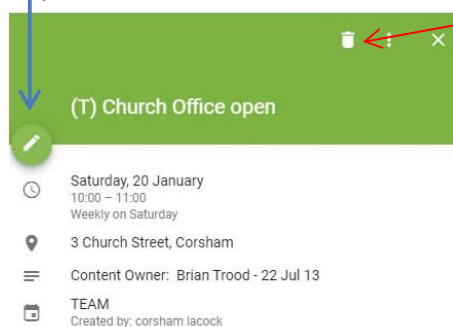 (T) Church Office open
Saturday, 20 January
10:00 – 11:00
Weekly on Saturday
3 Church Street, Corsham
Content Owner: Brian Trood - 22 Jul 13
TEAM
Created by: corsham lacock